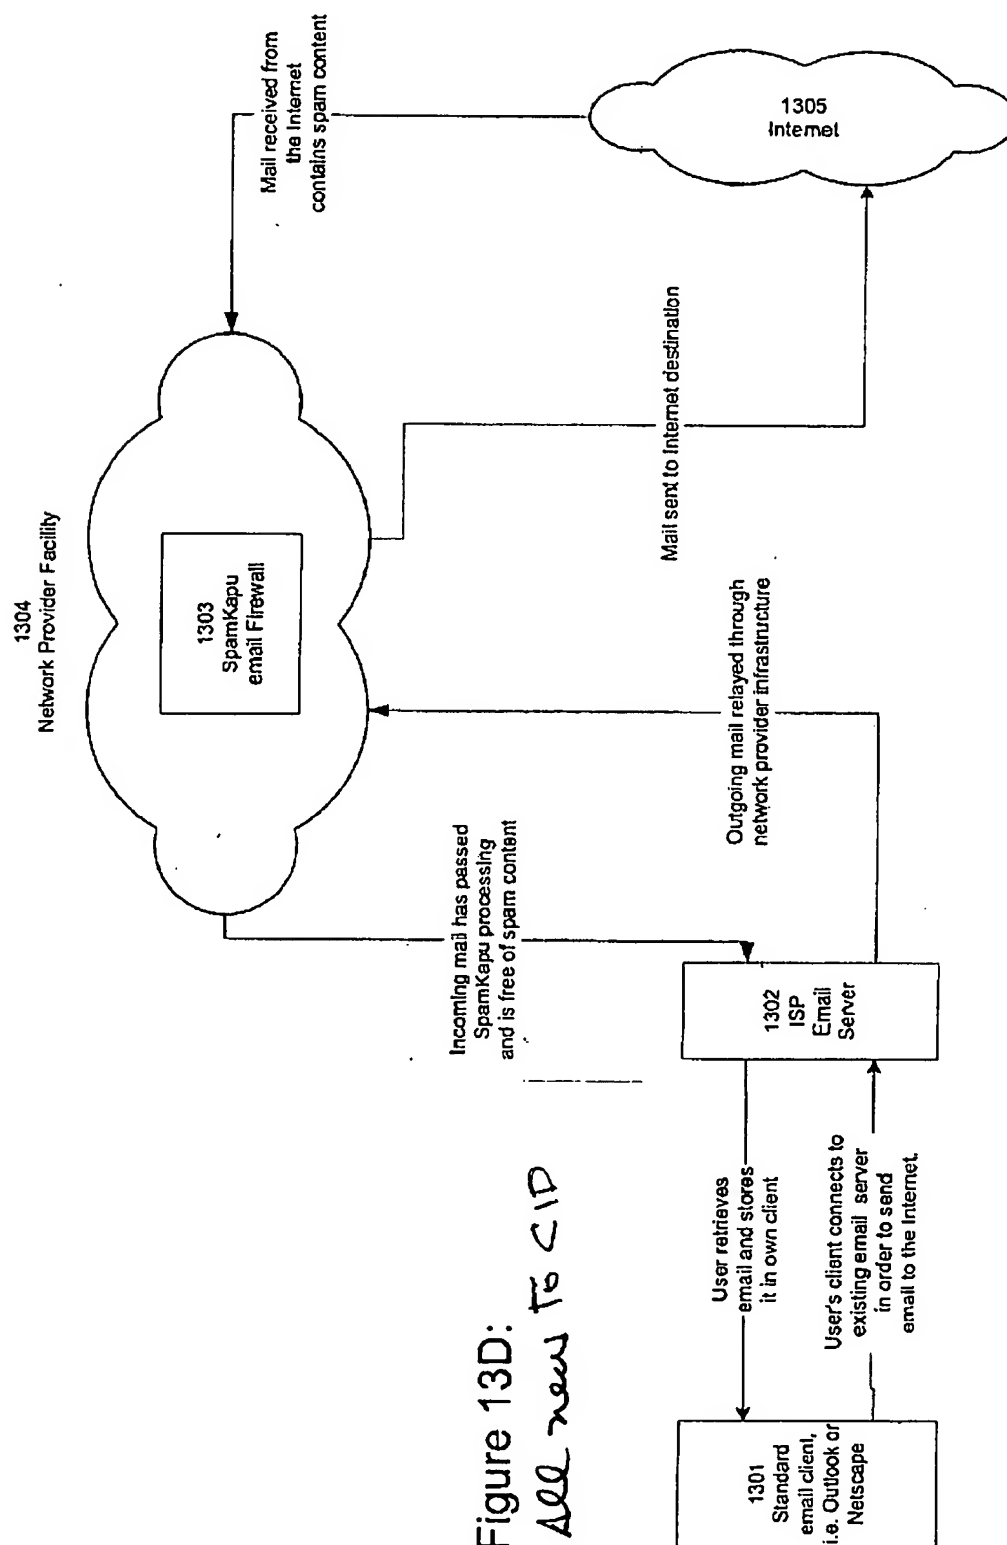 1304
Network Provider Facility
1303
SpamKapu
email Firewall
Mail received from
the Internet
contains spam content
1305
Internet
Mail sent to Internet destination
Incoming mail has passed
SpamKapu processing
and is free of spam content
Outgoing mail relayed through
network provider infrastructure
1302
ISP
Email
Server
User retrieves
email and stores
it in own client
User's client connects to
existing email server
in order to send
email to the Internet.
1301
Standard
email client,
i.e. Outlook or
Netscape
Figure 13D:
All new to CIP